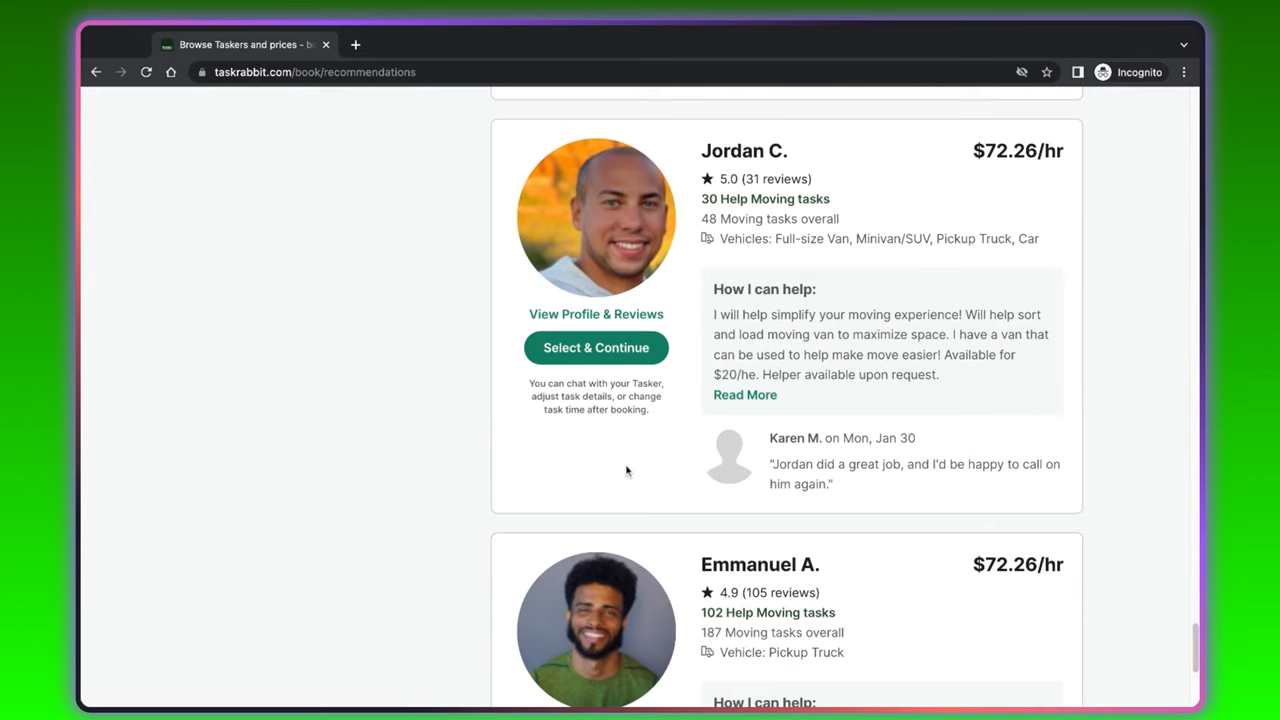 Browse Taskers and prices - bo
taskrabbit.com/book/recommendations
Incognito
Jordan C.
$72.26/hr
5.0 (31 reviews)
30 Help Moving tasks
48 Moving tasks overall
Vehicles: Full-size Van, Minivan/SUV, Pickup Truck, Car
View Profile & Reviews
Select & Continue
You can chat with your Tasker,
adjust task details, or change
task time after booking.
How I can help:
I will help simplify your moving experience! Will help sort
and load moving van to maximize space. I have a van that
can be used to help make move easier! Available for
$20/he. Helper available upon request.
Read More
Karen M. on Mon, Jan 30
"Jordan did a great job, and I'd be happy to call on
him again."
Emmanuel A.
$72.26/hr
4.9 (105 reviews)
102 Help Moving tasks
187 Moving tasks overall
Vehicle: Pickup Truck
How I can help: